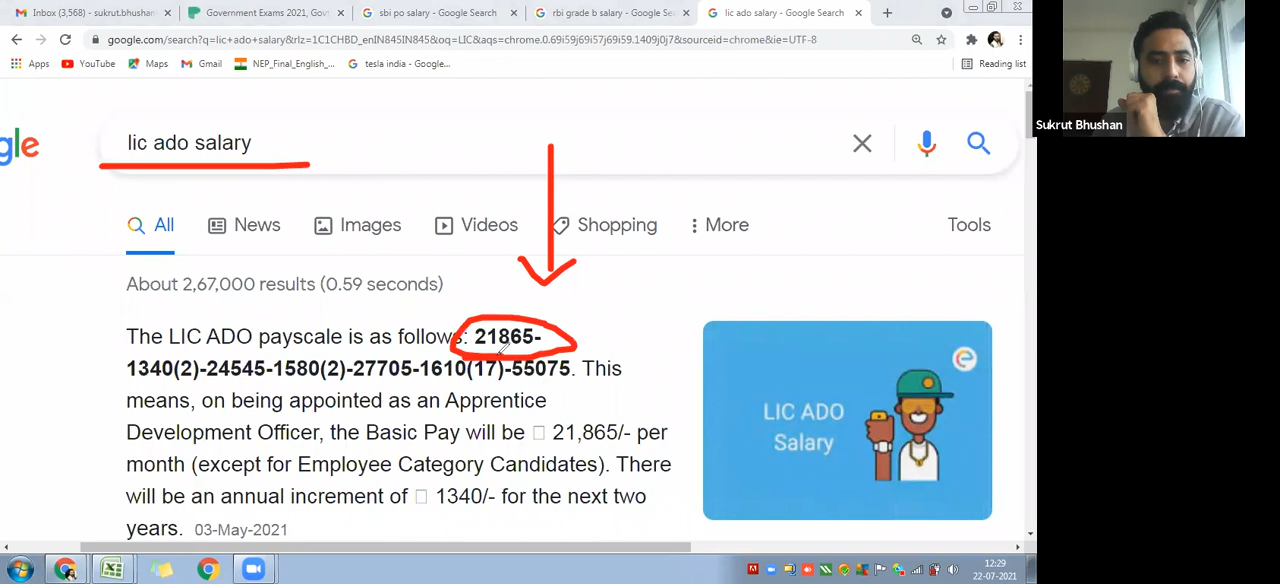 Inbox (3,568) - sukrut.bhushan
Government Exams 2021, Gov
sbi po salary - Google Search
rbi grade b salary - Google Se
lic ado salary - Google Search
google.com/search?q=lic+ado+salary&rlz=1C1CHBD_enIN845IN845&oq=LIC&aqs=chrome.0.69i59j69i57j69i59.1409j0j7&sourceid=chrome&ie=UTF-8
Apps
YouTube
Maps
Gmail
NEP_Final_English_...
tesla india - Google...
Reading list
lic ado salary
All
News
Images
Videos
Shopping
More
Tools
About 2,67,000 results (0.59 seconds)
The LIC ADO payscale is as follows: 21865-
1340(2)-24545-1580(2)-27705-1610(17)-55075. This
means, on being appointed as an Apprentice
Development Officer, the Basic Pay will be 21,865/- per
month (except for Employee Category Candidates). There
will be an annual increment of 1340/- for the next two
years. 03-May-2021
LIC ADO
Salary
Sukrut Bhushan
12:29
22-07-2021